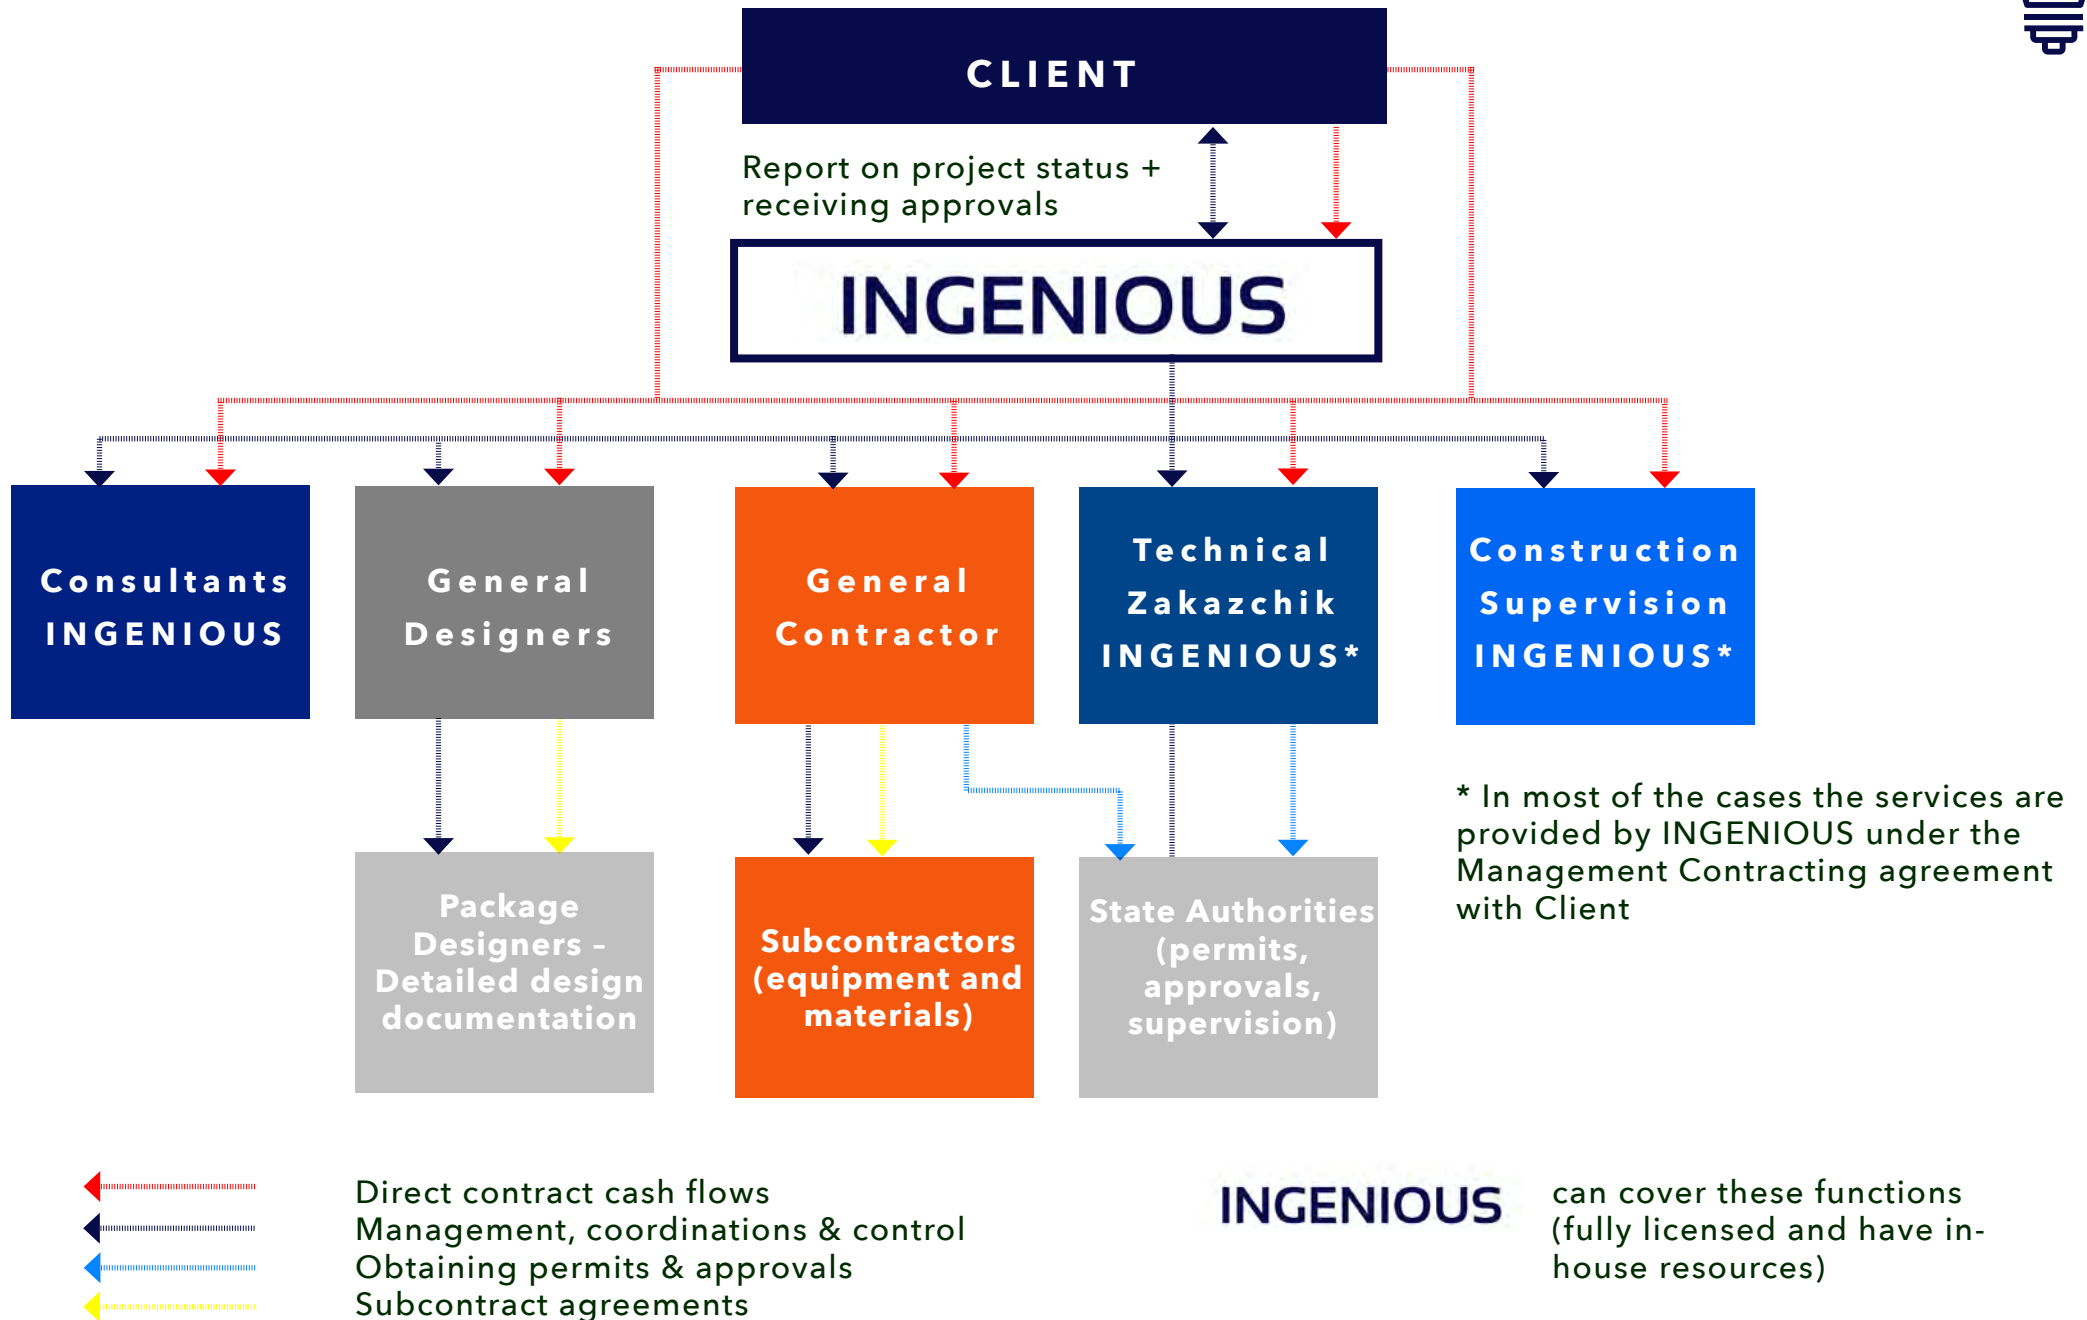 CLIENT
Report on project status +
receiving approvals
INGENIOUS
Consultants
INGENIOUS
General
Designers
General
Contractor
Technical
Zakazchik
INGENIOUS*
Construction
Supervision
INGENIOUS*
* In most of the cases the services are
provided by INGENIOUS under the
Management Contracting agreement
with Client
Package
Designers –
Detailed design
documentation
Subcontractors
(equipment and
materials)
State Authorities
(permits,
approvals,
supervision)
Direct contract cash flows
Management, coordinations & control
Obtaining permits & approvals
Subcontract agreements
INGENIOUS
can cover these functions
(fully licensed and have in-
house resources)